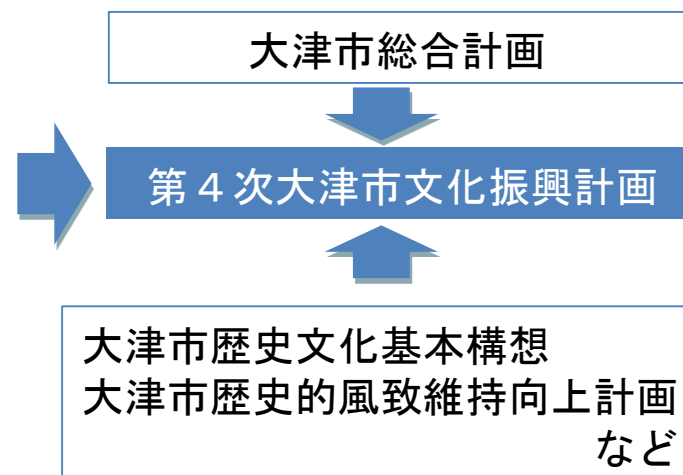 大津市総合計画
第４次大津市文化振興計画
大津市歴史文化基本構想
大津市歴史的風致維持向上計画
など